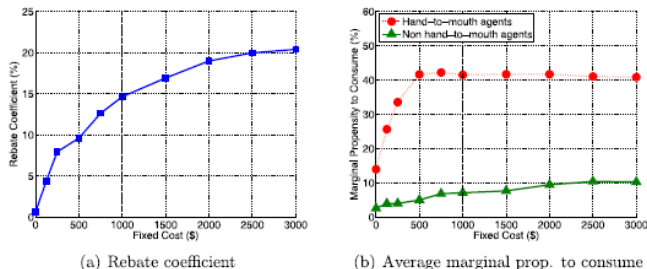 25
20
15
10
5
0
0 500 1000 1500 2000 2500 3000
Rebate Coefficient (%)
Fixed Cost ($)
(a) Rebate coefficient
Hand-to-mouth agents
Non hand-to-mouth agents
60
50
40
30
20
10
0
0 500 1000 1500 2000 2500 3000
Marginal Propensity to Consume (%)
Fixed Cost ($)
(b) Average marginal prop. to consume